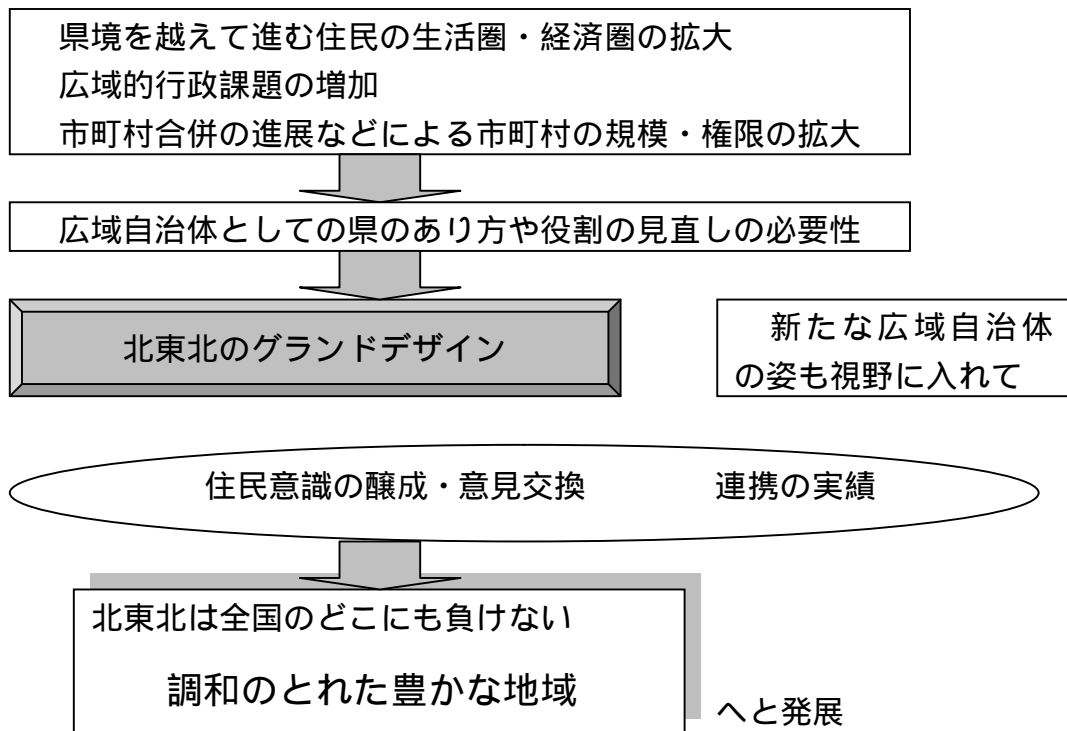 県境を越えて進む住民の生活圏・経済圏の拡大
広域的行政課題の増加
市町村合併の進展などによる市町村の規模・権限の拡大
広域自治体としての県のあり方や役割の見直しの必要性
北東北のグランドデザイン
新たな広域自治体
の姿も視野に入れて
住民意識の醸成・意見交換 連携の実績
北東北は全国のどこにも負けない
調和のとれた豊かな地域
へと発展